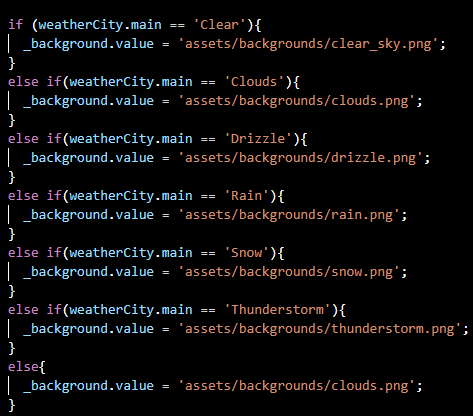 if (weatherCity.main == 'Clear'){
  _background.value = 'assets/backgrounds/clear_sky.png';
}
else if(weatherCity.main == 'Clouds'){
  _background.value = 'assets/backgrounds/clouds.png';
}
else if(weatherCity.main == 'Drizzle'){
  _background.value = 'assets/backgrounds/drizzle.png';
}
else if(weatherCity.main == 'Rain'){
  _background.value = 'assets/backgrounds/rain.png';
}
else if(weatherCity.main == 'Snow'){
  _background.value = 'assets/backgrounds/snow.png';
}
else if(weatherCity.main == 'Thunderstorm'){
  _background.value = 'assets/backgrounds/thunderstorm.png';
}
else{
  _background.value = 'assets/backgrounds/clouds.png';
}